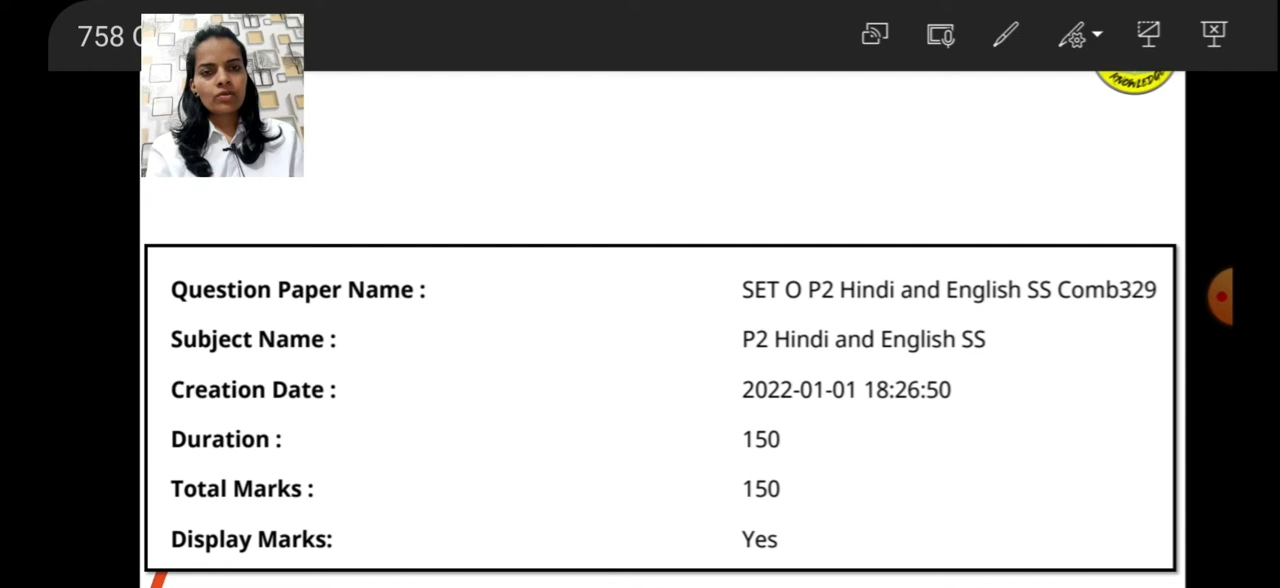 758 
KNOWLEDGE
Question Paper Name : SET O P2 Hindi and English SS Comb329
Subject Name : P2 Hindi and English SS
Creation Date : 2022-01-01 18:26:50
Duration : 150
Total Marks : 150
Display Marks: Yes